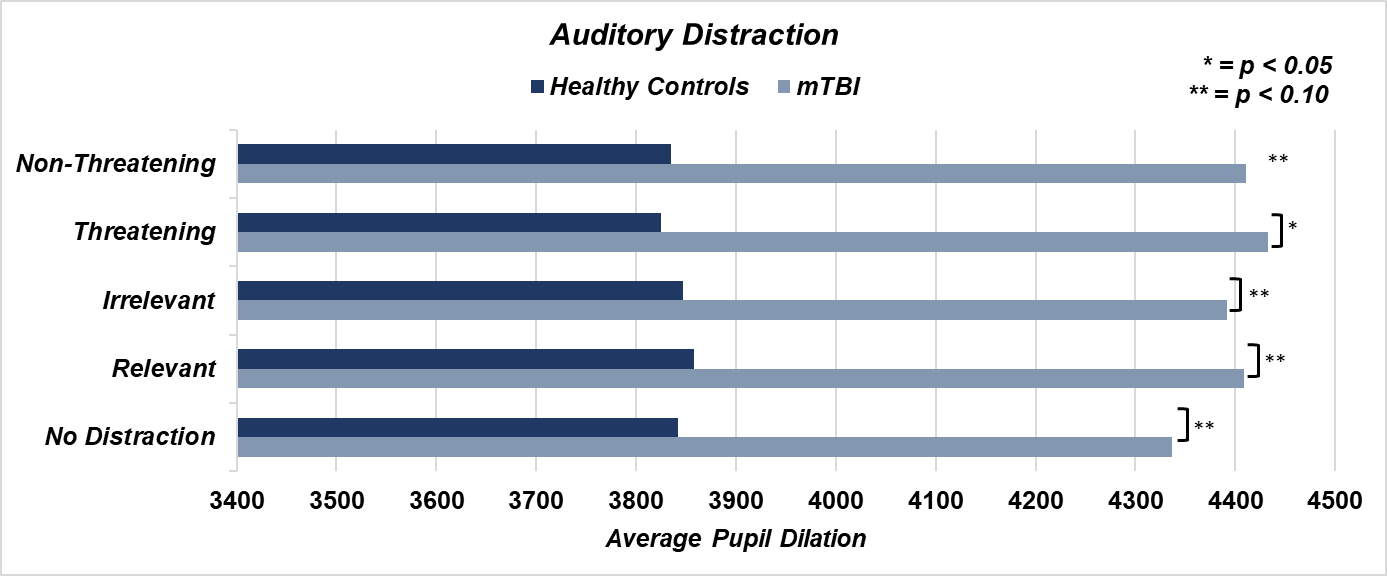 Auditory Distraction
Healthy Controls mTBI
* = p < 0.05
** = p < 0.10
Non-Threatening **
Threatening *
Irrelevant **
Relevant **
No Distraction **
3400 3500 3600 3700 3800 3900 4000 4100 4200 4300 4400 4500
Average Pupil Dilation